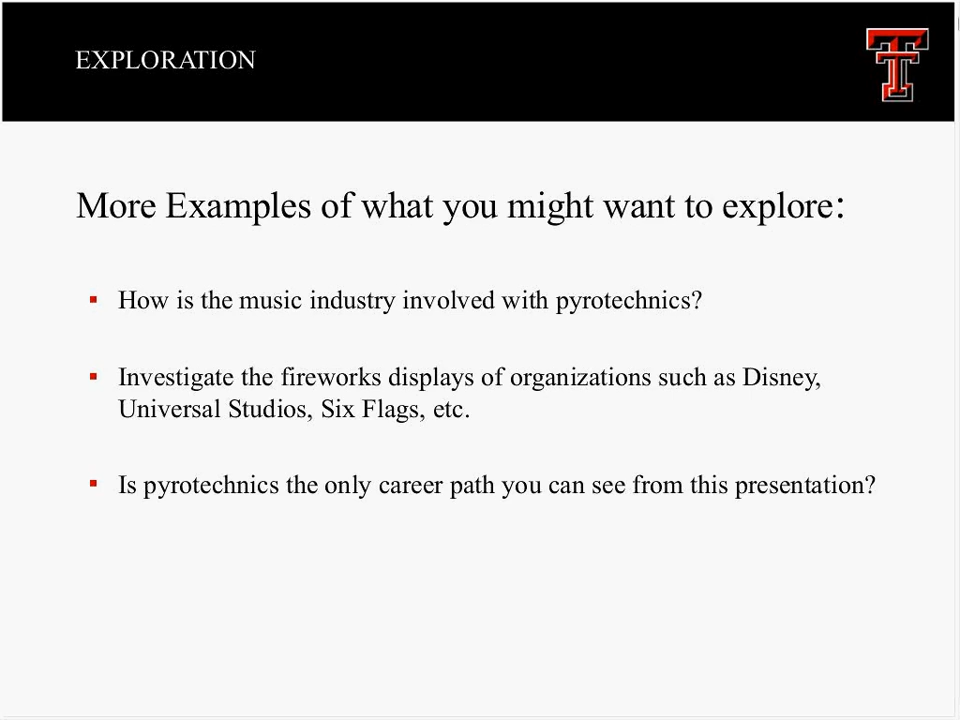 EXPLORATION
More Examples of what you might want to explore:
▪ How is the music industry involved with pyrotechnics?
▪ Investigate the fireworks displays of organizations such as Disney,
Universal Studios, Six Flags, etc.
▪ Is pyrotechnics the only career path you can see from this presentation?